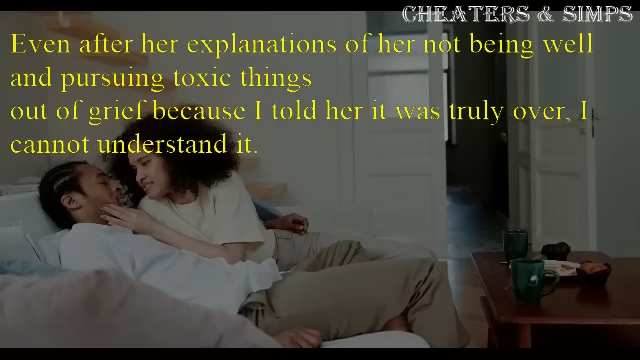 CHEATERS & SIMPS
Even after her explanations of her not being well
and pursuing toxic things
out of grief because I told her it was truly over, I
cannot understand it.